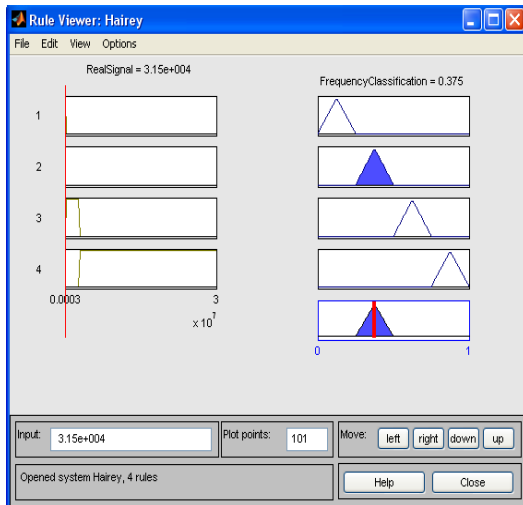 Rule Viewer: Hairey
File Edit View Options
RealSignal = 3.15e+004
FrequencyClassification = 0.375
1
2
3
4
0.0003 3
x 10^7
0 1
Input: 3.15e+004 Plot points: 101 Move: left right down up
Opened system Hairey, 4 rules
Help Close